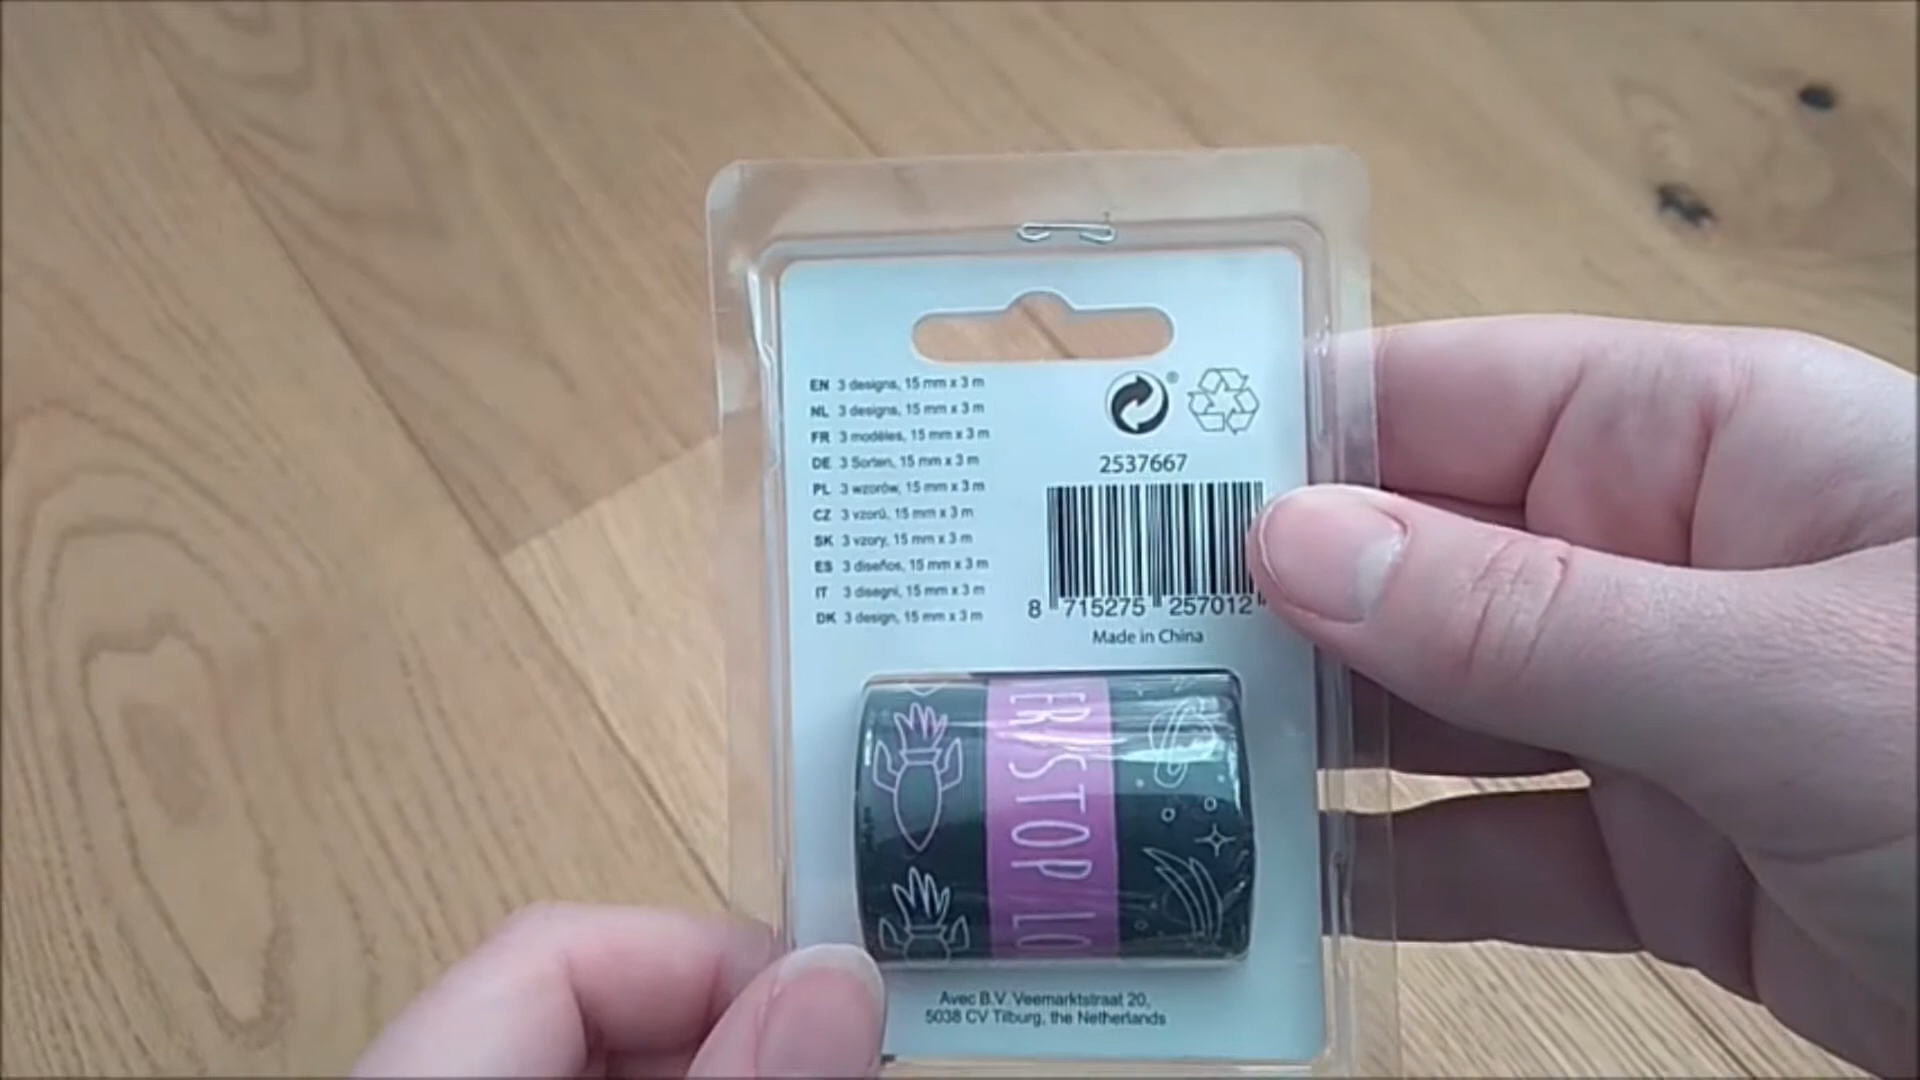 EN 3 designs, 15 mm x 3 m
NL 3 designs, 15 mm x 3 m
FR 3 modèles, 15 mm x 3 m
DE 3 Sorten, 15 mm x 3 m
PL 3 wzorów, 15 mm x 3 m
CZ 3 vzorů, 15 mm x 3 m
SK 3 vzory, 15 mm x 3 m
ES 3 diseños, 15 mm x 3 m
IT 3 disegni, 15 mm x 3 m
DK 3 design, 15 mm x 3 m
®
2537667
8 715275 257012
Made in China
ER STOP LO
Avec B.V. Veemarktstraat 20,
5038 CV Tilburg, the Netherlands